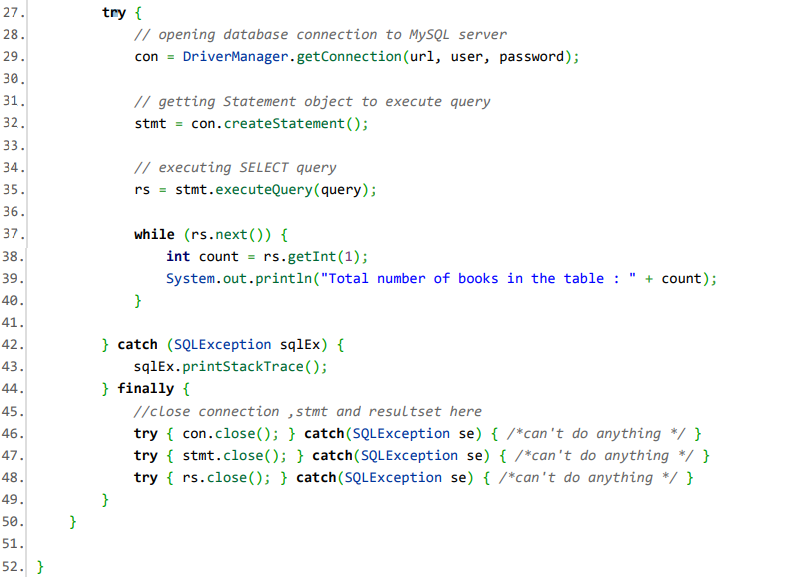 27. try {
28. // opening database connection to MySQL server
29. con = DriverManager.getConnection(url, user, password);
30.
31. // getting Statement object to execute query
32. stmt = con.createStatement();
33.
34. // executing SELECT query
35. rs = stmt.executeQuery(query);
36.
37. while (rs.next()) {
38. int count = rs.getInt(1);
39. System.out.println("Total number of books in the table : " + count);
40. }
41.
42. } catch (SQLException sqlEx) {
43. sqlEx.printStackTrace();
44. } finally {
45. //close connection ,stmt and resultset here
46. try { con.close(); } catch(SQLException se) { /*can't do anything */ }
47. try { stmt.close(); } catch(SQLException se) { /*can't do anything */ }
48. try { rs.close(); } catch(SQLException se) { /*can't do anything */ }
49. }
50. }
51.
52. }